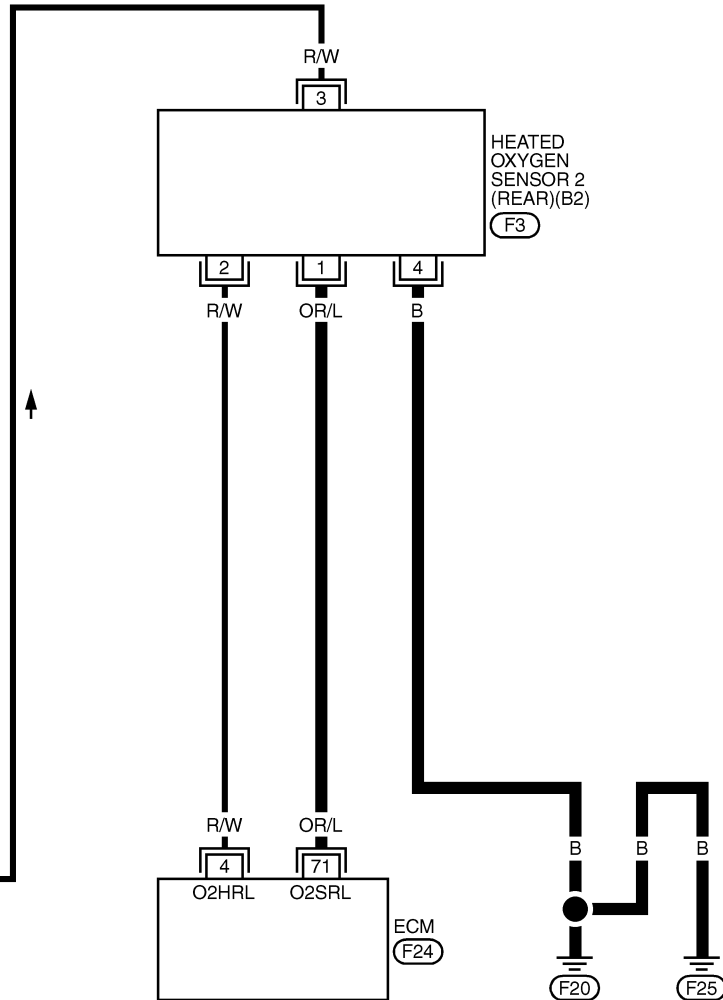 R/W
3
HEATED
OXYGEN
SENSOR 2
(REAR)(B2)
F3
2 1 4
R/W OR/L B
R/W OR/L
B B B
4 71
O2HRL O2SRL
ECM
F24
F20 F25